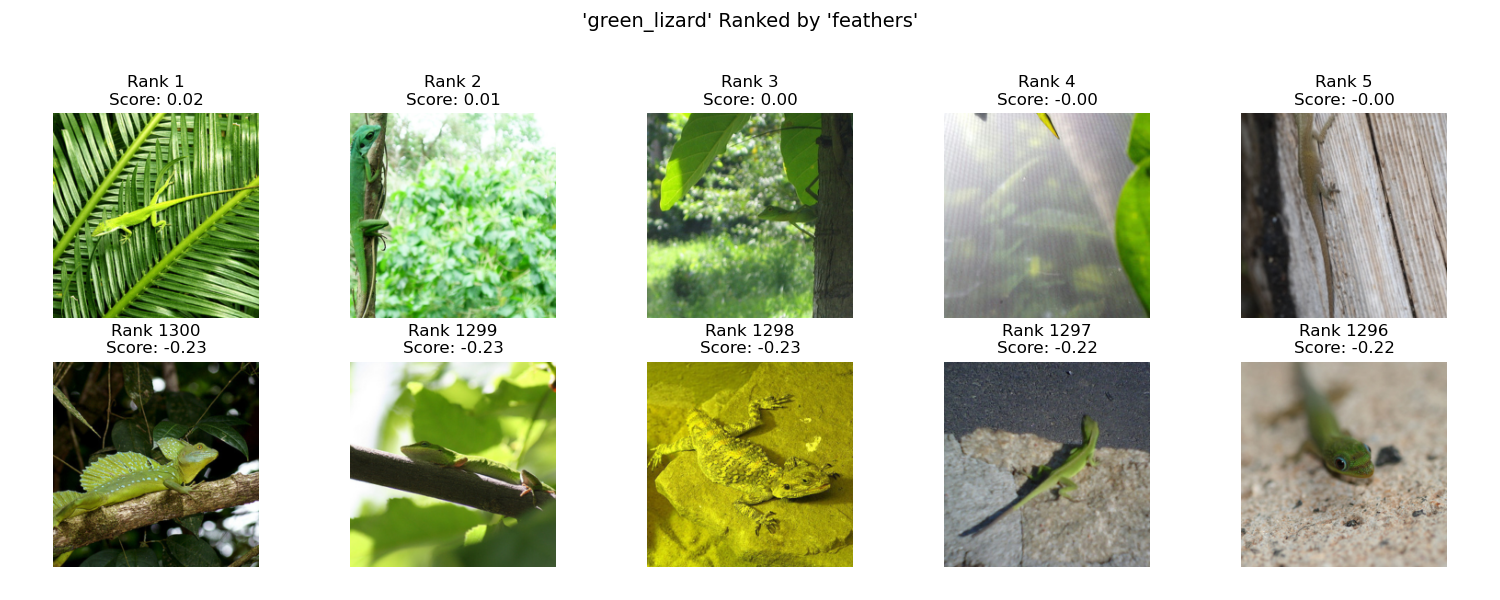 'green_lizard' Ranked by 'feathers'
Rank 1
Score: 0.02
Rank 2
Score: 0.01
Rank 3
Score: 0.00
Rank 4
Score: -0.00
Rank 5
Score: -0.00
Rank 1300
Score: -0.23
Rank 1299
Score: -0.23
Rank 1298
Score: -0.23
Rank 1297
Score: -0.22
Rank 1296
Score: -0.22